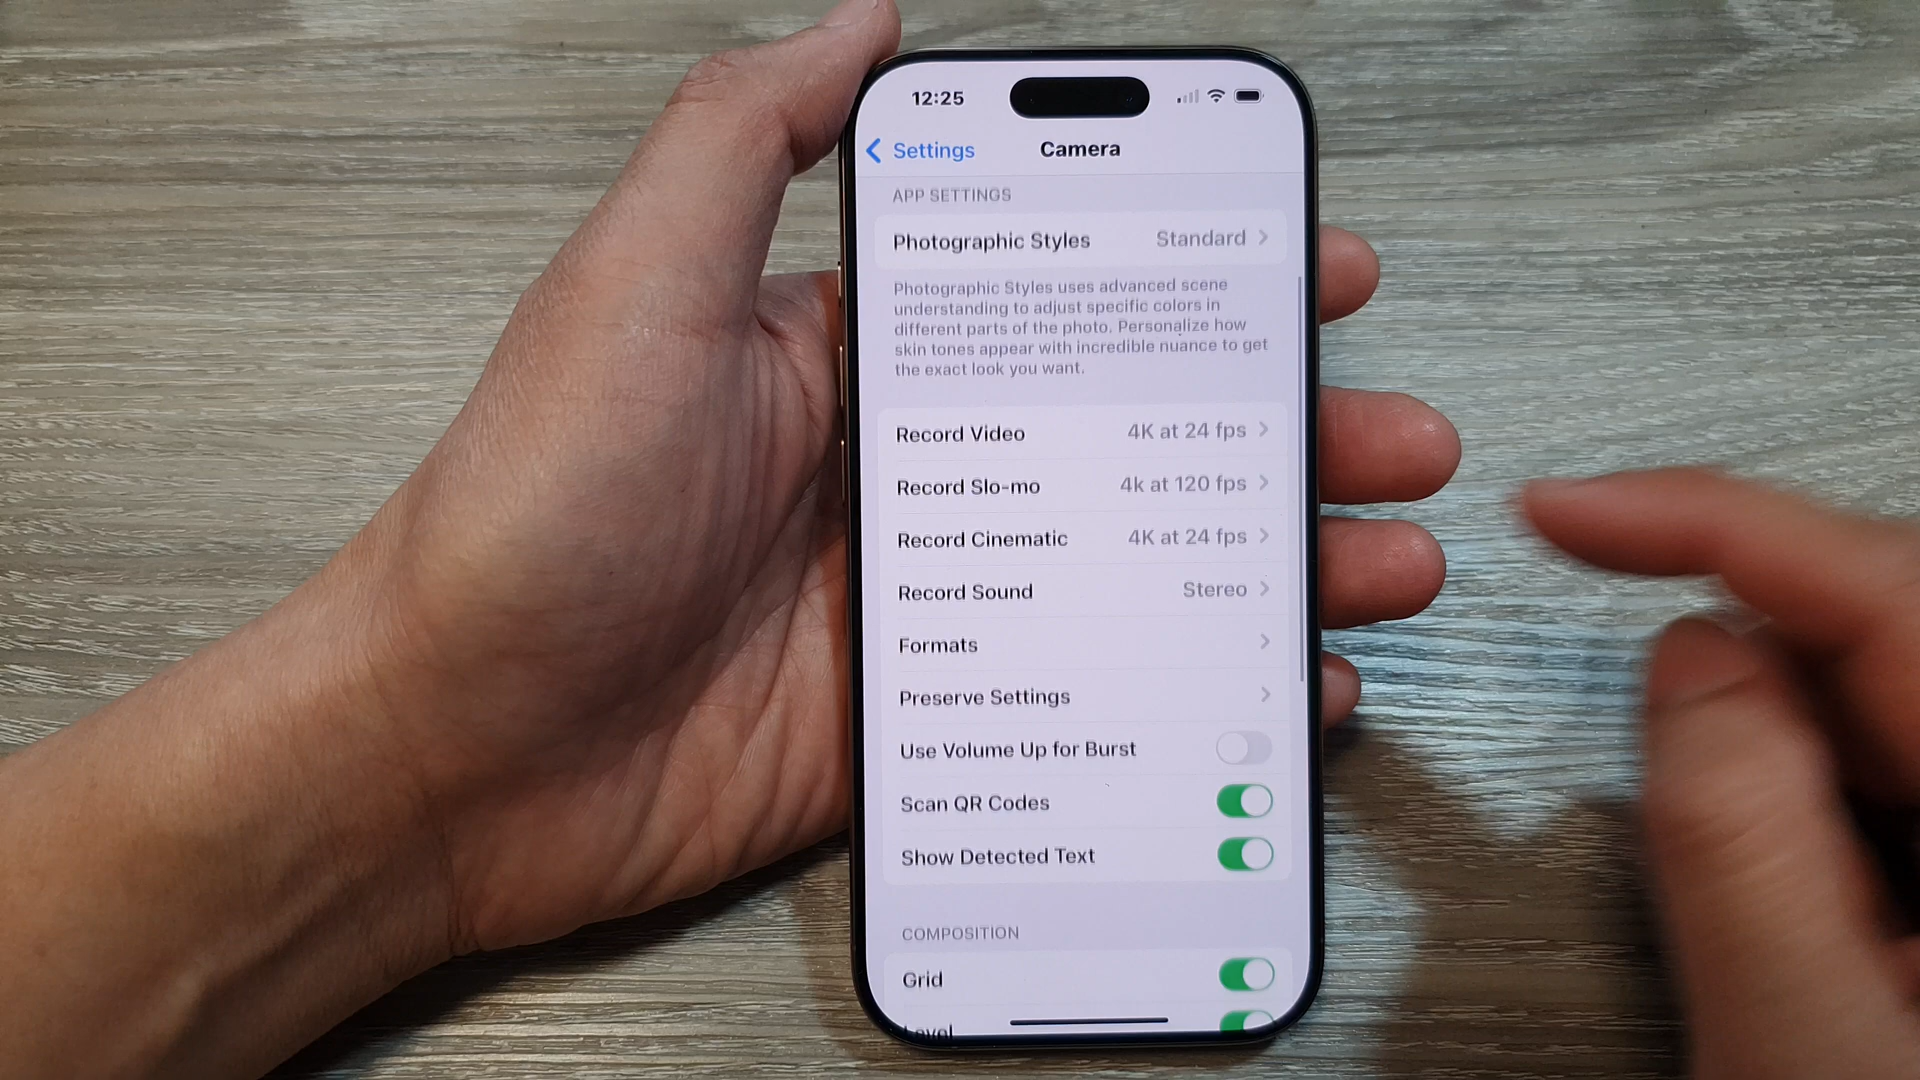 12:25
Settings
Camera
APP SETTINGS
Photographic Styles Standard
Photographic Styles uses advanced scene
understanding to adjust specific colors in
different parts of the photo. Personalize how
skin tones appear with incredible nuance to get
the exact look you want.
Record Video 4K at 24 fps
Record Slo-mo 4k at 120 fps
Record Cinematic 4K at 24 fps
Record Sound Stereo
Formats
Preserve Settings
Use Volume Up for Burst
Scan QR Codes
Show Detected Text
COMPOSITION
Grid
Level